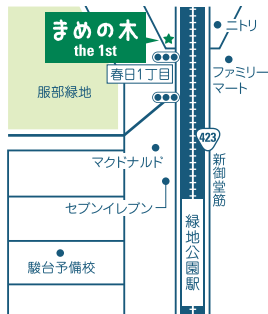 まめの木
the 1st
ニトリ
春日1丁目
ファミリー
マート
服部緑地
423
マクドナルド
新御堂筋
セブンイレブン
緑地公園駅
駿台予備校